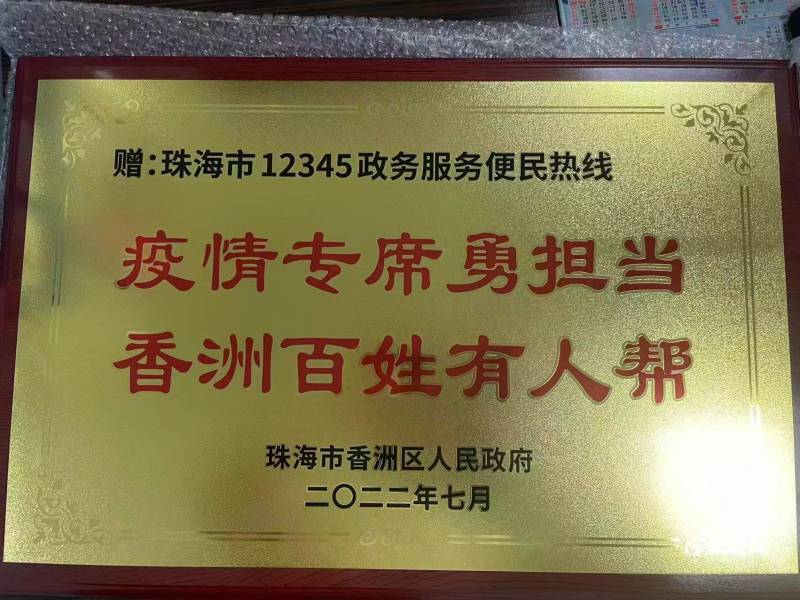 赠:珠海市12345政务服务便民热线
疫情专席勇担当
香洲百姓有人帮
珠海市香洲区人民政府
二〇二二年七月